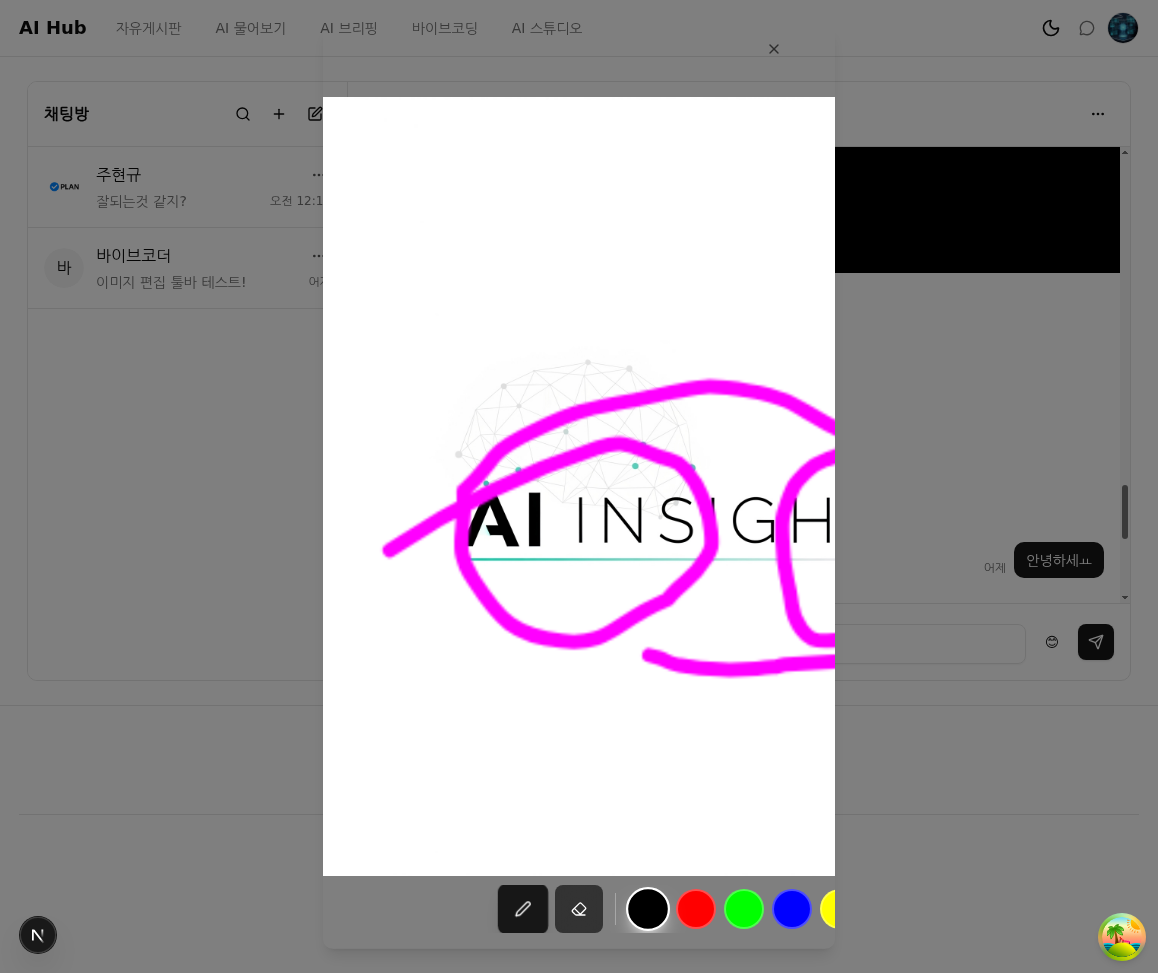 AI Hub
자유게시판
AI 물어보기
AI 브리핑
바이브코딩
AI 스튜디오
채팅방
PLAN
주현규
잘되는것 같지?
오전 12:1
바
바이브코더
이미지 편집 툴바 테스트!
어제
AI INSIGH
어제
안녕하세ㅛ
N